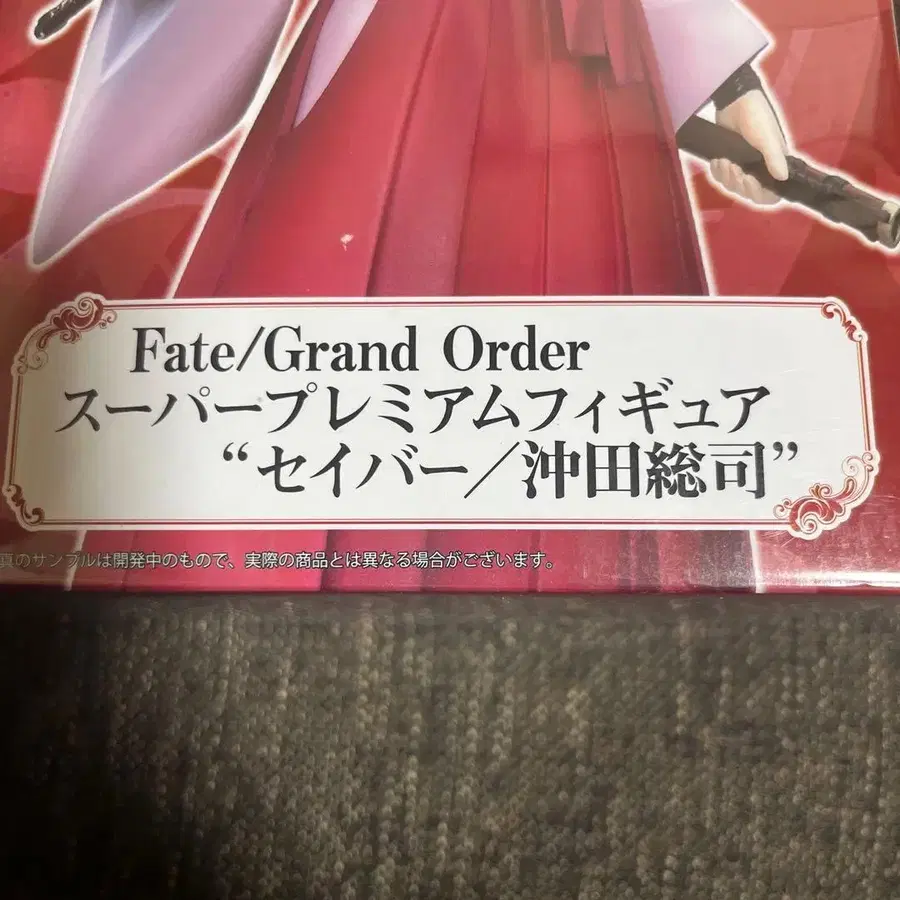 Fate/Grand Order
スーパープレミアムフィギュア
“セイバー／沖田総司”
真のサンプルは開発中のもので、実際の商品とは異なる場合がございます。